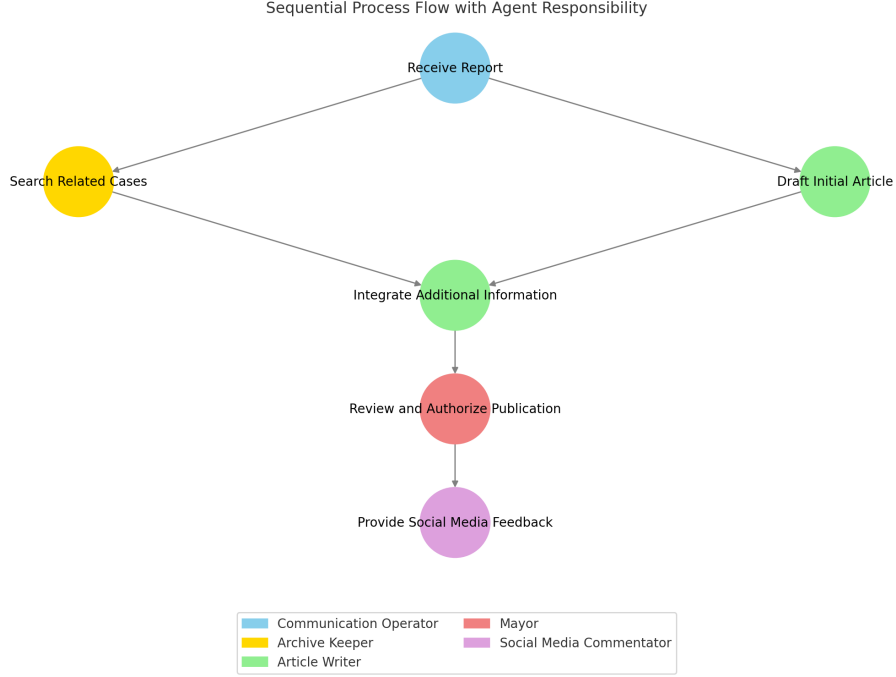 Sequential Process Flow with Agent Responsibility
Receive Report
Search Related Cases
Draft Initial Article
Integrate Additional Information
Review and Authorize Publication
Provide Social Media Feedback
Communication Operator
Archive Keeper
Article Writer
Mayor
Social Media Commentator